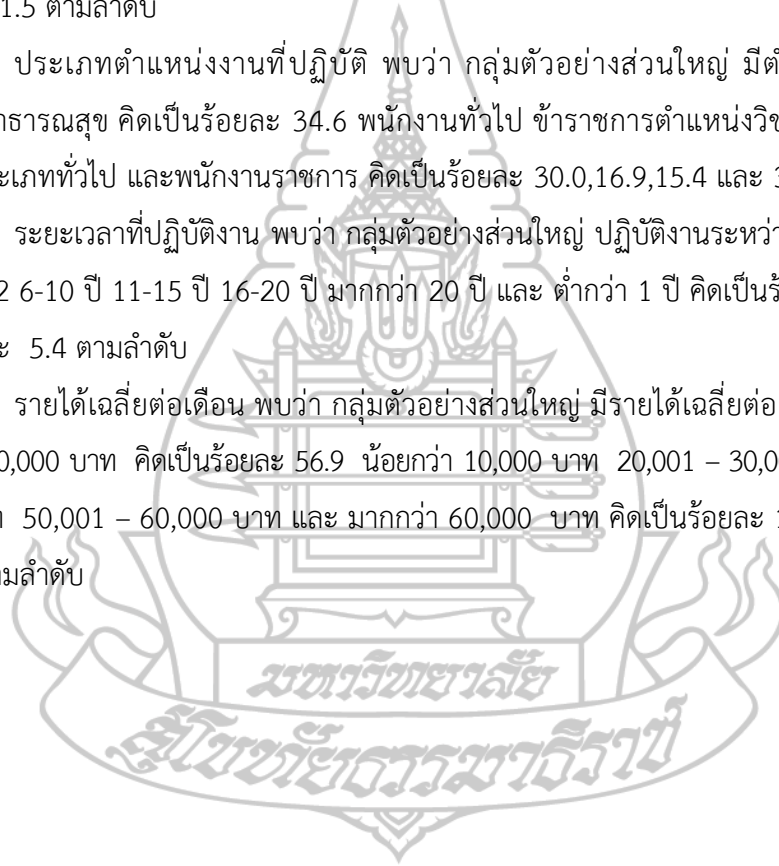 1.5 ตามลำดับ
ประเภทตำแหน่งงานที่ปฏิบัติ พบว่า กลุ่มตัวอย่างส่วนใหญ่ มีตำ
าธารณสุข คิดเป็นร้อยละ 34.6 พนักงานทั่วไป ข้าราชการตำแหน่งวิช
ะเภททั่วไป และพนักงานราชการ คิดเป็นร้อยละ 30.0,16.9,15.4 และ 3
ระยะเวลาที่ปฏิบัติงาน พบว่า กลุ่มตัวอย่างส่วนใหญ่ ปฏิบัติงานระหว่า
2 6-10 ปี 11-15 ปี 16-20 ปี มากกว่า 20 ปี และ ต่ำกว่า 1 ปี คิดเป็นร้
ะ 5.4 ตามลำดับ
รายได้เฉลี่ยต่อเดือน พบว่า กลุ่มตัวอย่างส่วนใหญ่ มีรายได้เฉลี่ยต่อ
0,000 บาท คิดเป็นร้อยละ 56.9 น้อยกว่า 10,000 บาท 20,001 – 30,0
50,001 – 60,000 บาท และ มากกว่า 60,000 บาท คิดเป็นร้อยละ
มลำดับ
มหาวิทยาลัย
สุโขทัยธรรมาธิราช